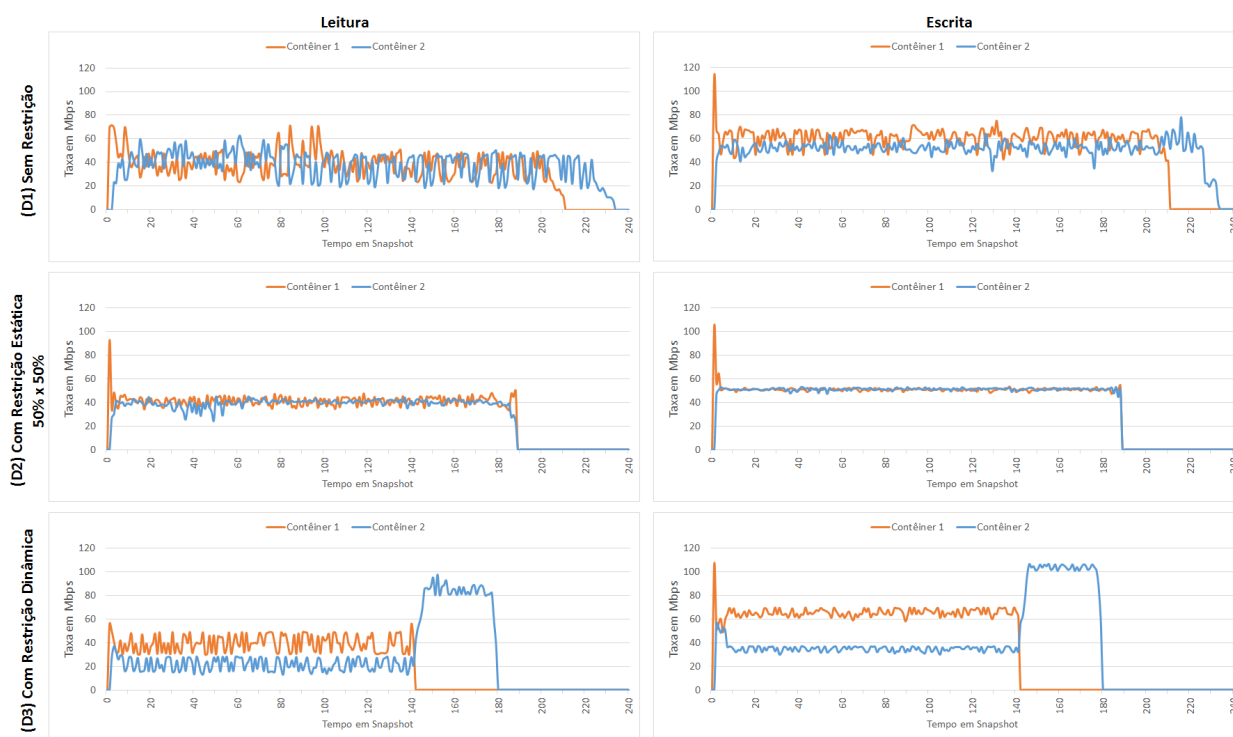 Leitura
Escrita
(D1) Sem Restrição
Contêiner 1 Contêiner 2
Taxa em Mbps
120
100
80
60
40
20
0
20 40 60 80 100 120 140 160 180 200 220 240
Tempo em Snapshot
Contêiner 1 Contêiner 2
Taxa em Mbps
120
100
80
60
40
20
0
20 40 60 80 100 120 140 160 180 200 220 240
Tempo em Snapshot
(D2) Com Restrição Estática
50% x 50%
Contêiner 1 Contêiner 2
Taxa em Mbps
120
100
80
60
40
20
0
20 40 60 80 100 120 140 160 180 200 220 240
Tempo em Snapshot
Contêiner 1 Contêiner 2
Taxa em Mbps
120
100
80
60
40
20
0
20 40 60 80 100 120 140 160 180 200 220 240
Tempo em Snapshot
(D3) Com Restrição Dinâmica
Contêiner 1 Contêiner 2
Taxa em Mbps
120
100
80
60
40
20
0
20 40 60 80 100 120 140 160 180 200 220 240
Tempo em Snapshot
Contêiner 1 Contêiner 2
Taxa em Mbps
120
100
80
60
40
20
0
20 40 60 80 100 120 140 160 180 200 220 240
Tempo em Snapshot